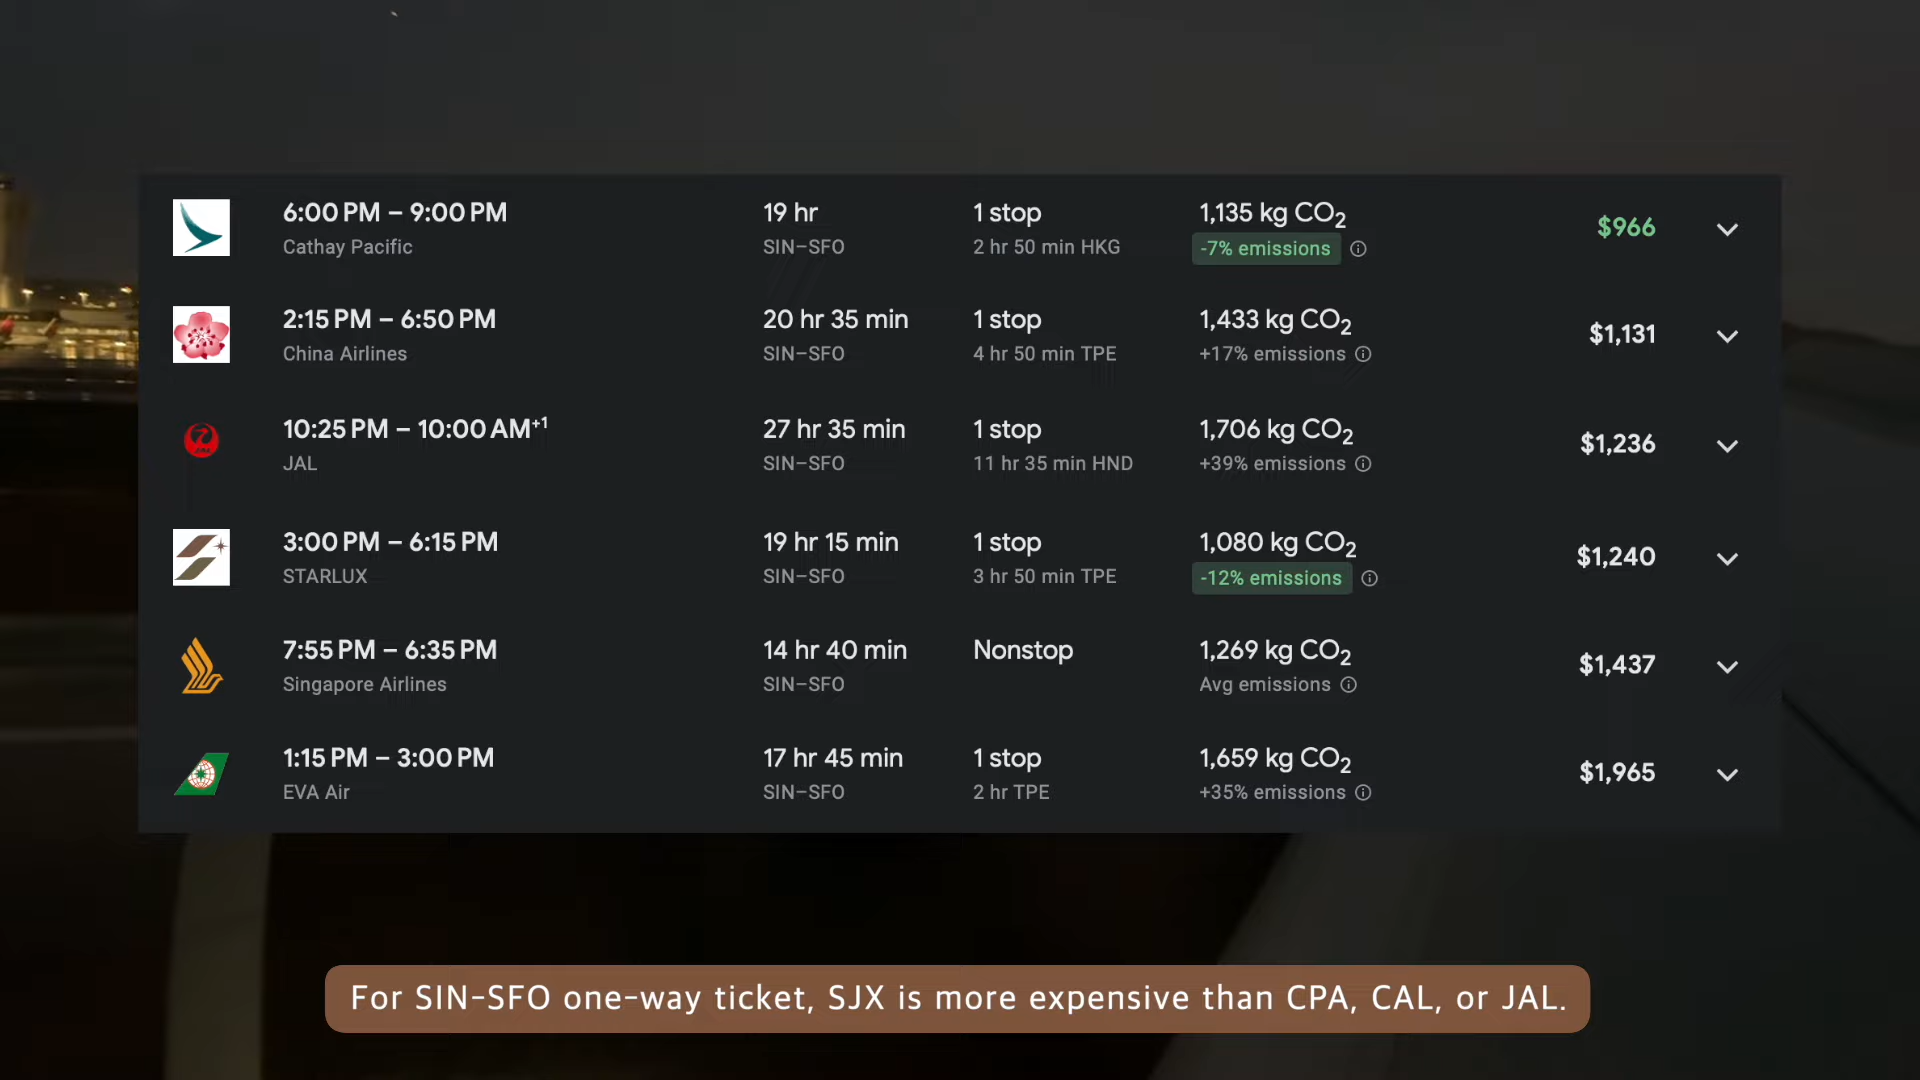 6:00 PM – 9:00 PM 19 hr 1 stop 1,135 kg CO2 $966
Cathay Pacific SIN–SFO 2 hr 50 min HKG -7% emissions
2:15 PM – 6:50 PM 20 hr 35 min 1 stop 1,433 kg CO2 $1,131
China Airlines SIN–SFO 4 hr 50 min TPE +17% emissions
10:25 PM – 10:00 AM+1 27 hr 35 min 1 stop 1,706 kg CO2 $1,236
JAL SIN–SFO 11 hr 35 min HND +39% emissions
3:00 PM – 6:15 PM 19 hr 15 min 1 stop 1,080 kg CO2 $1,240
STARLUX SIN–SFO 3 hr 50 min TPE -12% emissions
7:55 PM – 6:35 PM 14 hr 40 min Nonstop 1,269 kg CO2 $1,437
Singapore Airlines SIN–SFO Avg emissions
1:15 PM – 3:00 PM 17 hr 45 min 1 stop 1,659 kg CO2 $1,965
EVA Air SIN–SFO 2 hr TPE +35% emissions
For SIN-SFO one-way ticket, SJX is more expensive than CPA, CAL, or JAL.